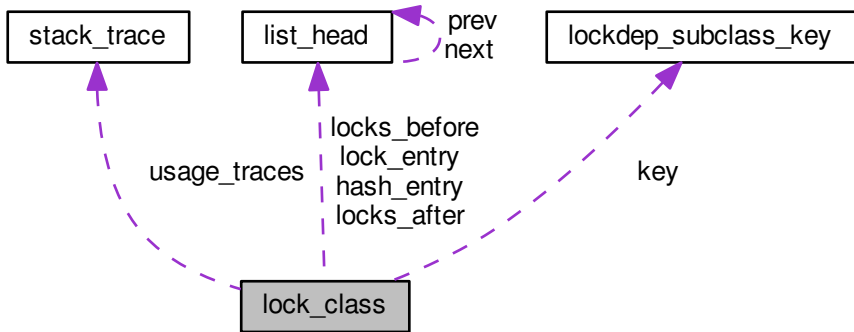 stack_trace
list_head
prev
next
lockdep_subclass_key
usage_traces
locks_before
lock_entry
hash_entry
locks_after
key
lock_class